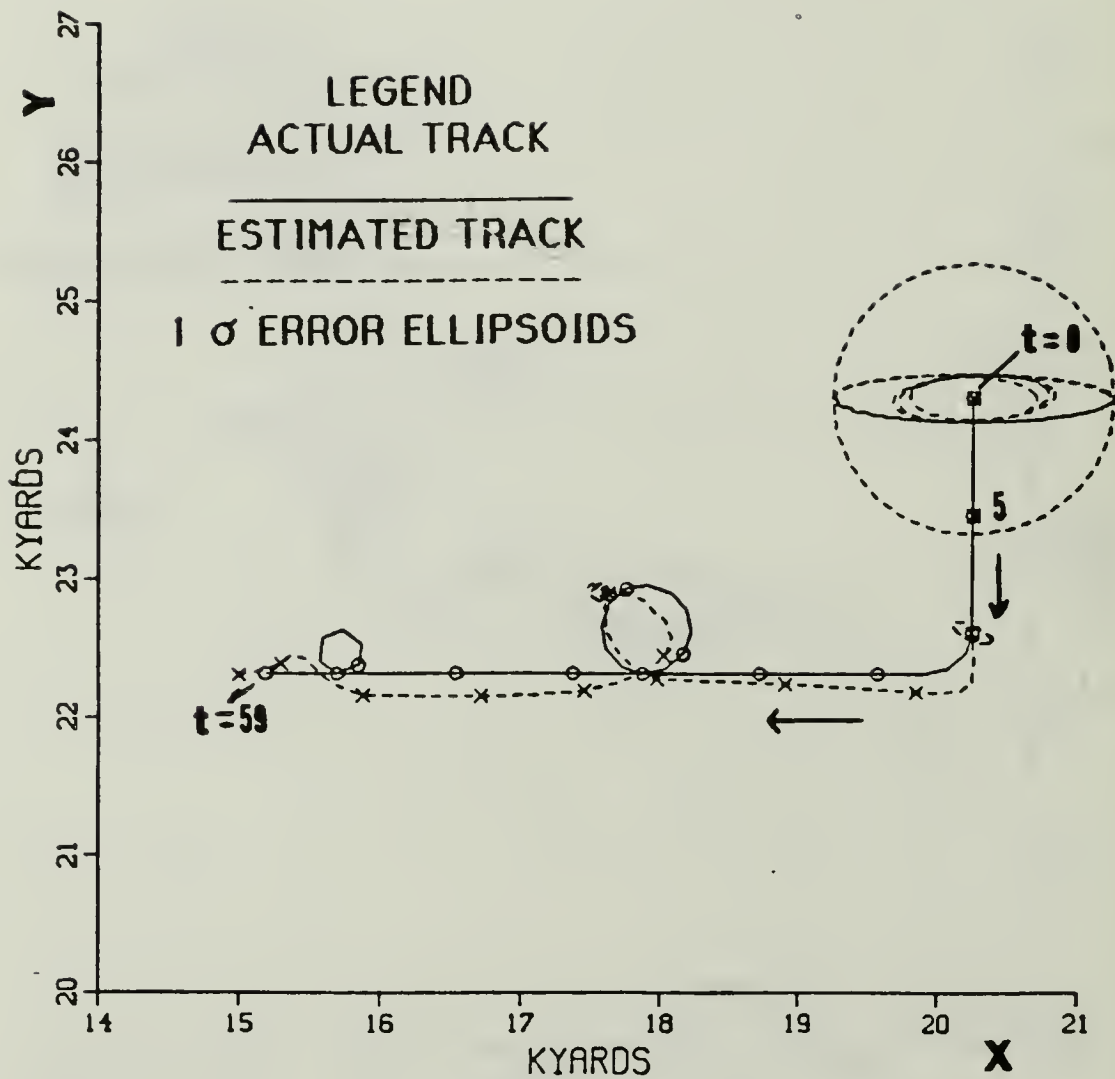 27
Y
LEGEND
ACTUAL TRACK
26
ESTIMATED TRACK
25
1 σ ERROR ELLIPSOIDS
t=0
24
KYARDS
5
23
22
t=59
21
20
14 15 16 17 18 19 20 21
KYARDS
X